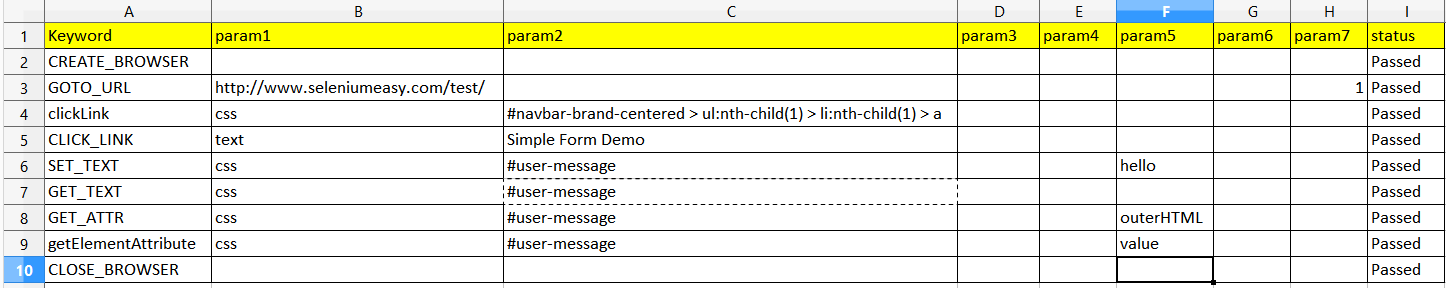 A B C D E F G H I
1 Keyword param1 param2 param3 param4 param5 param6 param7 status
2 CREATE_BROWSER Passed
3 GOTO_URL http://www.seleniumeasy.com/test/ 1 Passed
4 clickLink css #navbar-brand-centered > ul:nth-child(1) > li:nth-child(1) > a Passed
5 CLICK_LINK text Simple Form Demo Passed
6 SET_TEXT css #user-message hello Passed
7 GET_TEXT css #user-message Passed
8 GET_ATTR css #user-message outerHTML Passed
9 getElementAttribute css #user-message value Passed
10 CLOSE_BROWSER Passed